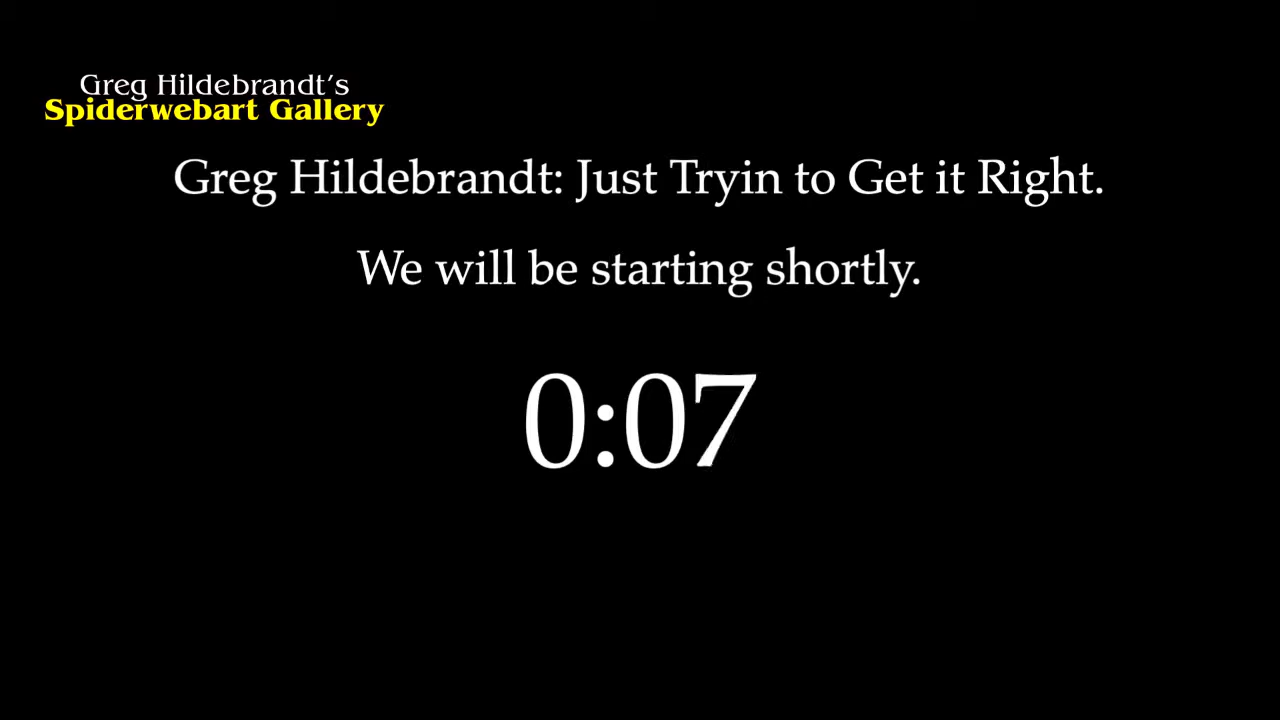 Greg Hildebrandt's
Spiderwebart Gallery
Greg Hildebrandt: Just Tryin to Get it Right.
We will be starting shortly.
0:07